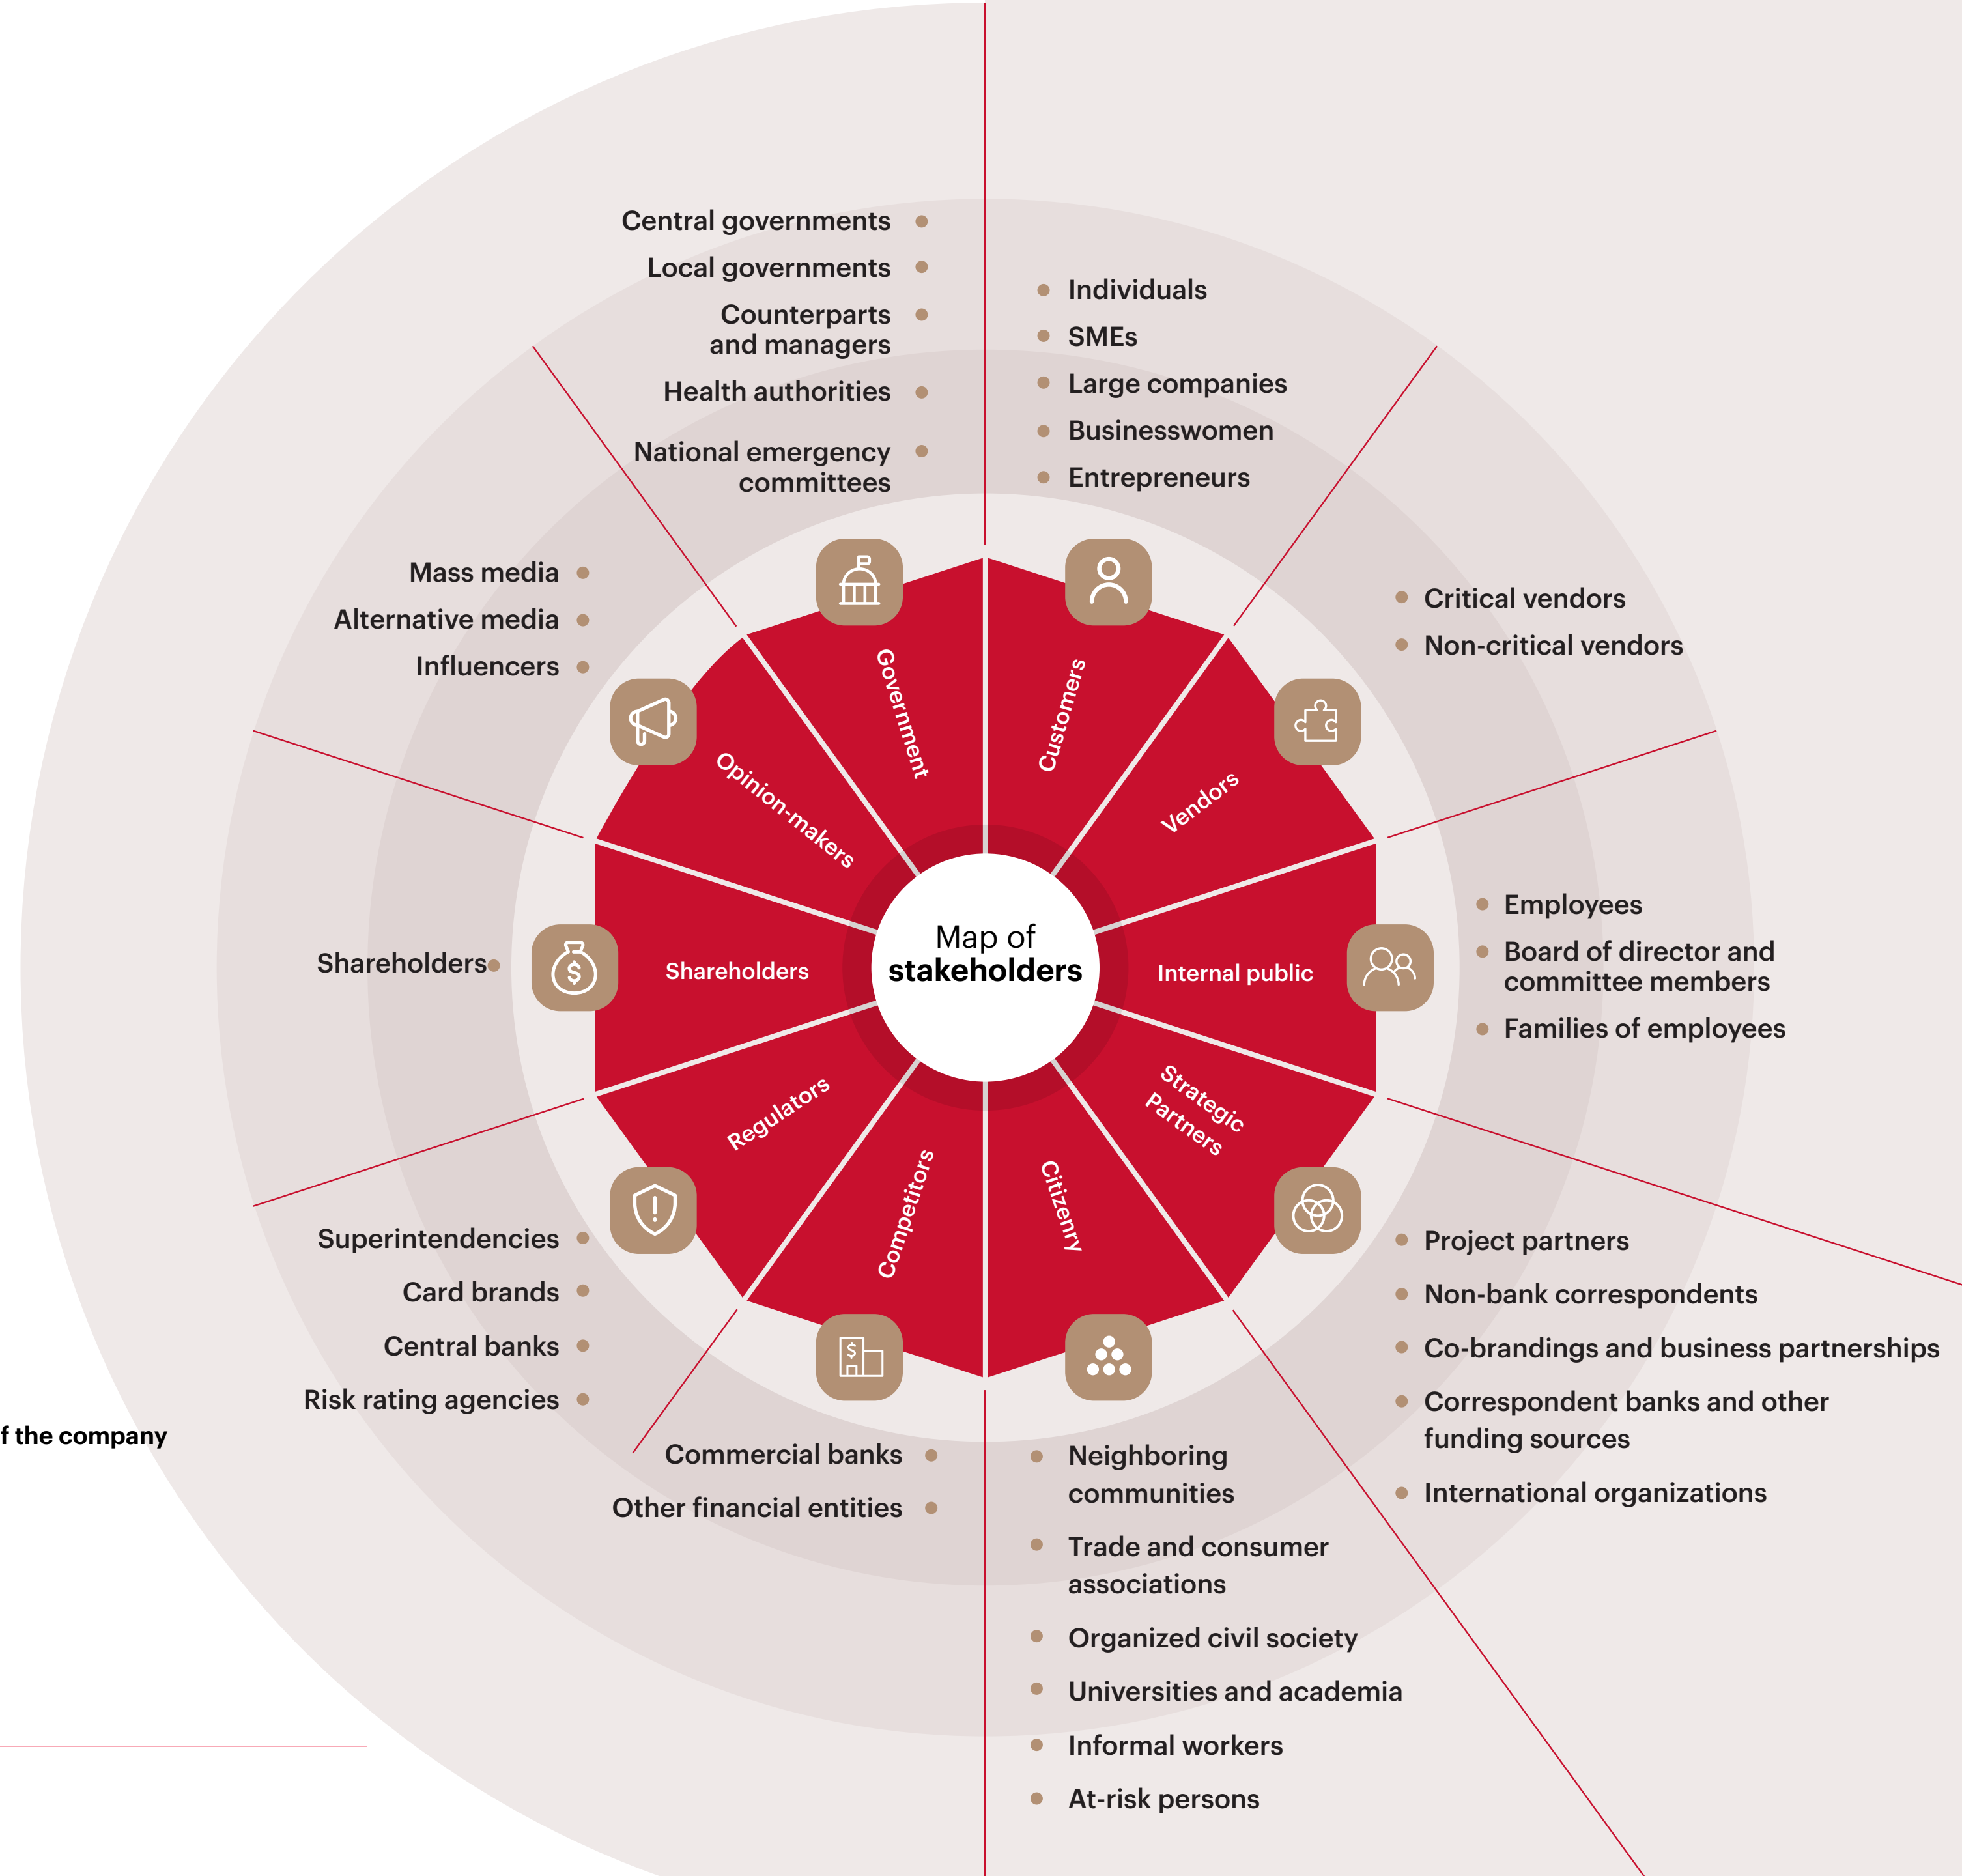 Map of
stakeholders
Customers
Individuals
SMEs
Large companies
Businesswomen
Entrepreneurs
Vendors
Critical vendors
Non-critical vendors
Internal public
Employees
Board of director and
committee members
Families of employees
Strategic
Partners
Project partners
Non-bank correspondents
Co-brandings and business partnerships
Correspondent banks and other
funding sources
International organizations
Citizenry
Neighboring
communities
Trade and consumer
associations
Organized civil society
Universities and academia
Informal workers
At-risk persons
Competitors
Commercial banks
Other financial entities
Regulators
Superintendencies
Card brands
Central banks
Risk rating agencies
Shareholders
Shareholders
Opinion-makers
Mass media
Alternative media
Influencers
Government
Central governments
Local governments
Counterparts
and managers
Health authorities
National emergency
committees
f the company